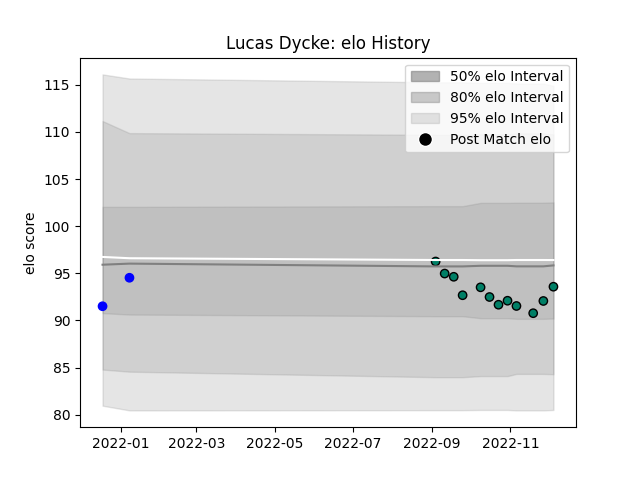 Lucas Dycke: elo History
elo score
115
110
105
100
95
90
85
80
50% elo Interval
80% elo Interval
95% elo Interval
Post Match elo
2022-01
2022-03
2022-05
2022-07
2022-09
2022-11